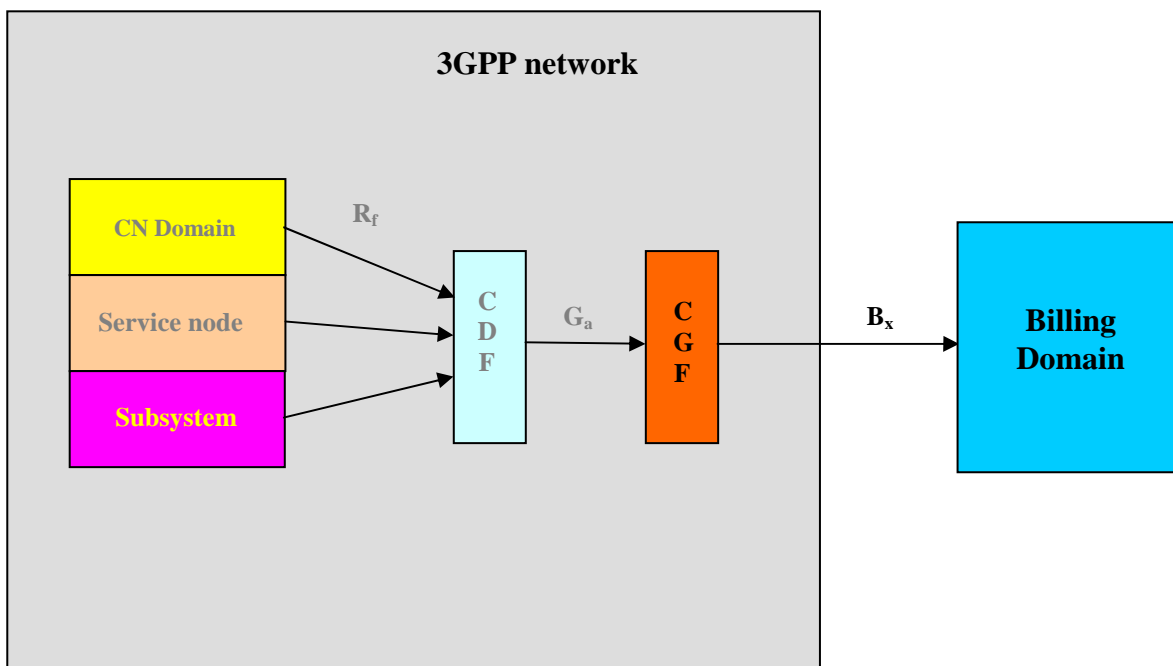 3GPP network
CN Domain
Service node
Subsystem
Rf
C
D
F
Ga
C
G
F
Bx
Billing
Domain